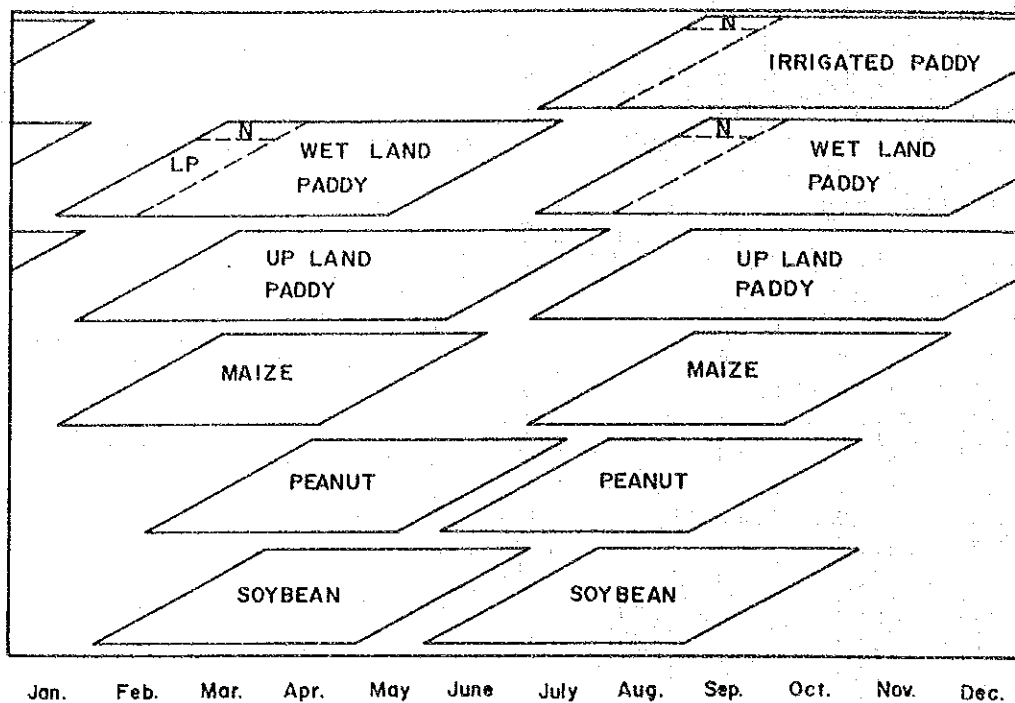 N
IRRIGATED PADDY
N
LP
WET LAND
PADDY
N
WET LAND
PADDY
UP LAND
PADDY
UP LAND
PADDY
MAIZE
MAIZE
PEANUT
PEANUT
SOYBEAN
SOYBEAN
Jan. Feb. Mar. Apr. May June July Aug. Sep. Oct. Nov. Dec.